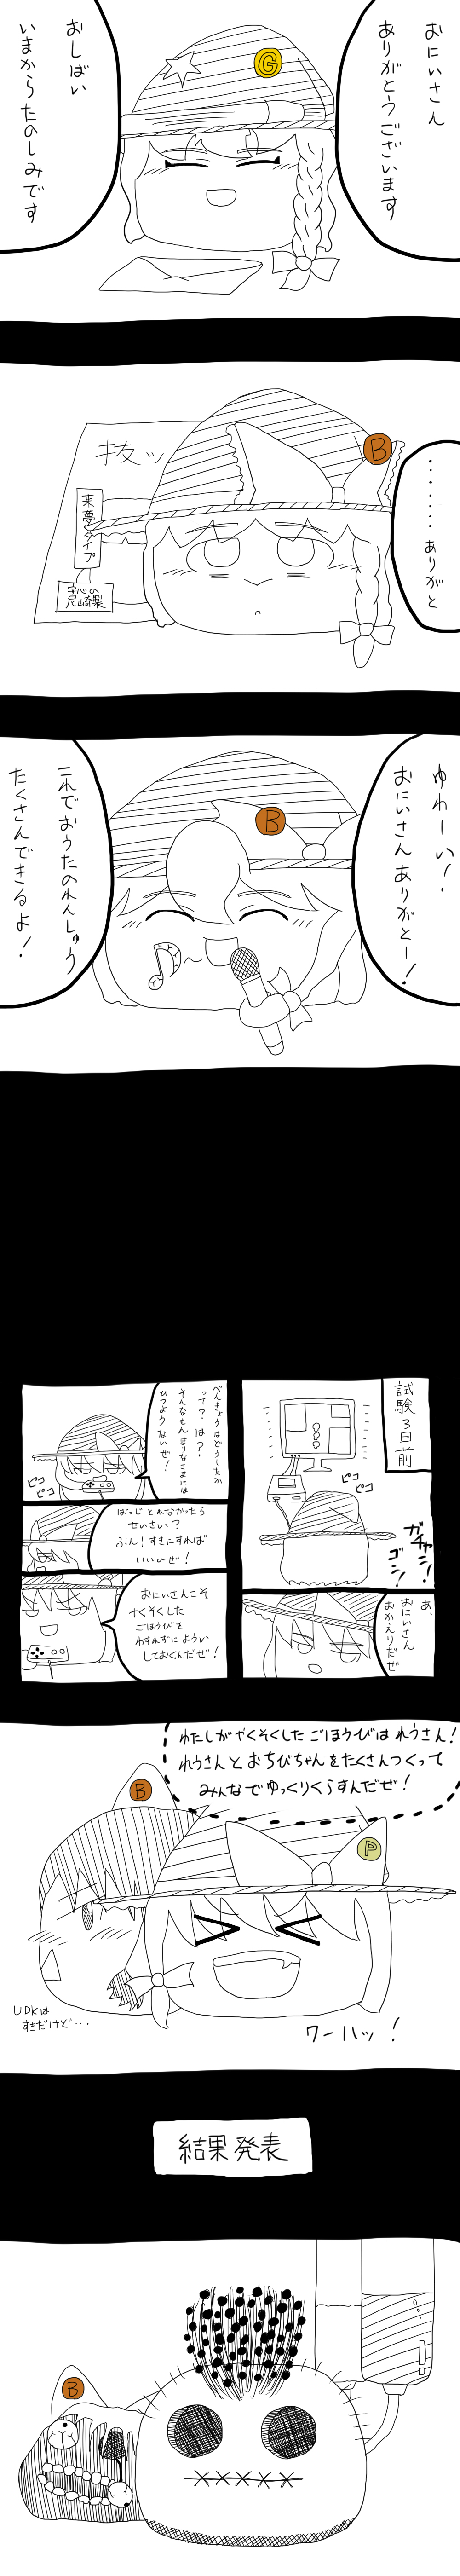 おにいさん
ありがとうございます
おしばい
いまからたのしみです
G
・・・・・・・ありがと
B
抜ッ
来夢タイプ
尼崎製
ゆわーい！
おにいさんありがとー！
これでおうたのれんしゅう
たくさんできるよ！
B
試験3日前
ピコ
ピコ
ガチャン！
ゴン！
あ、
おにいさん
おかえりだぜ
べんきょうはどうしたか
って？は？
そんなもんまりささまには
ひつようないぜ！
ピコ
ピコ
ばっじとれなかったら
せいさい？
ふん！すきにすれば
いいのぜ！
おにいさんこそ
やくそくした
ごほうびを
わすれずにようい
しておくんだぜ！
わたしがやくそくしたごほうびはれうさん！
れうさんとおちびちゃんをたくさんつくって
みんなでゆっくりくらすんだぜ！
B
P
UDKは
すきだけど・・・
ワーハッ！
結果発表
B